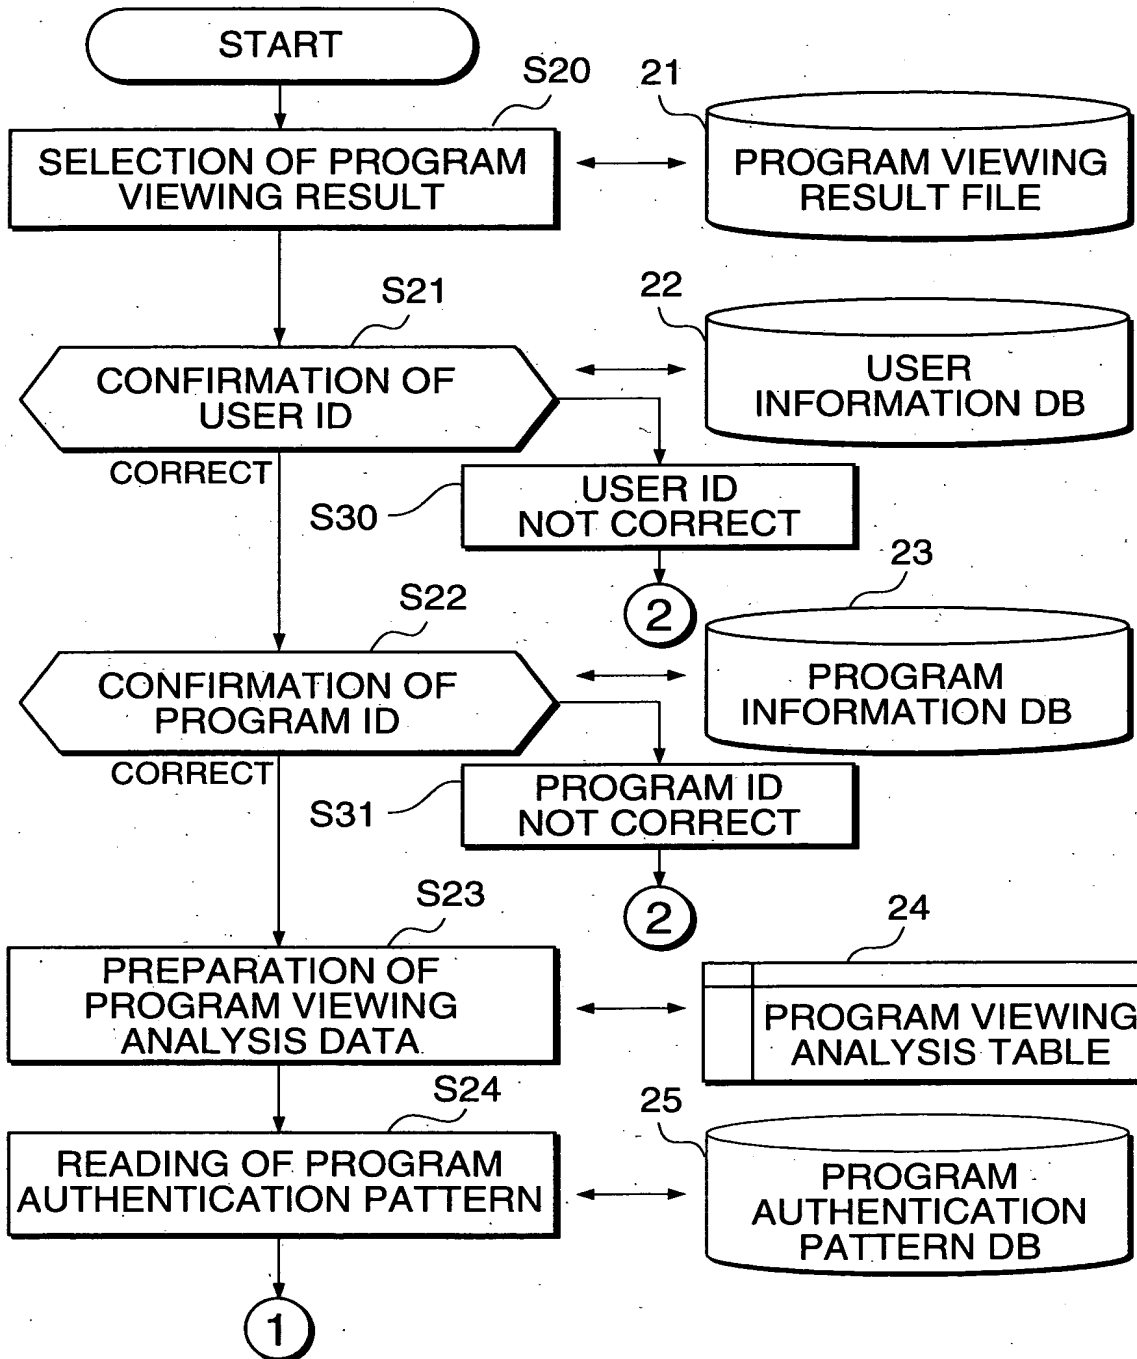 START
S20
21
SELECTION OF PROGRAM
VIEWING RESULT
PROGRAM VIEWING
RESULT FILE
S21
22
CONFIRMATION OF
USER ID
USER
INFORMATION DB
CORRECT
S30
USER ID
NOT CORRECT
2
S22
23
CONFIRMATION OF
PROGRAM ID
PROGRAM
INFORMATION DB
CORRECT
S31
PROGRAM ID
NOT CORRECT
2
S23
24
PREPARATION OF
PROGRAM VIEWING
ANALYSIS DATA
PROGRAM VIEWING
ANALYSIS TABLE
S24
25
READING OF PROGRAM
AUTHENTICATION PATTERN
PROGRAM
AUTHENTICATION
PATTERN DB
1